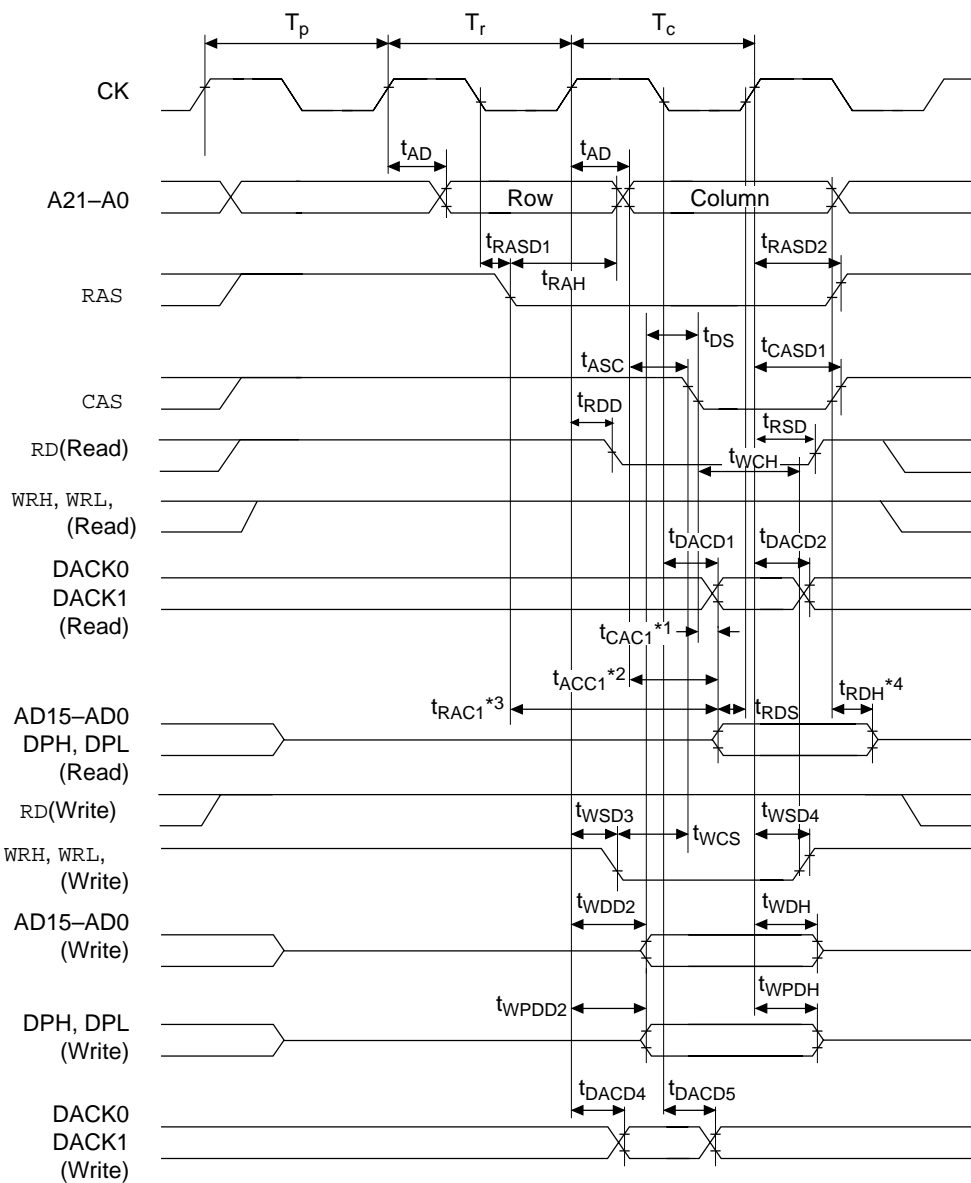 Tp Tr Tc
CK
tAD tAD
A21–A0 Row Column
tRASD1 tRAH tRASD2
RAS
tDS
tASC tCASD1
CAS
tRDD tRSD
RD(Read)
tWCH
WRH, WRL,
(Read)
tDACD1 tDACD2
DACK0
DACK1
(Read)
tCAC1*1
tACC1*2
tRAC1*3 tRDS tRDH*4
AD15–AD0
DPH, DPL
(Read)
RD(Write)
tWSD3 tWCS tWSD4
WRH, WRL,
(Write)
tWDD2 tWDH
AD15–AD0
(Write)
tWPDD2 tWPDH
DPH, DPL
(Write)
tDACD4 tDACD5
DACK0
DACK1
(Write)